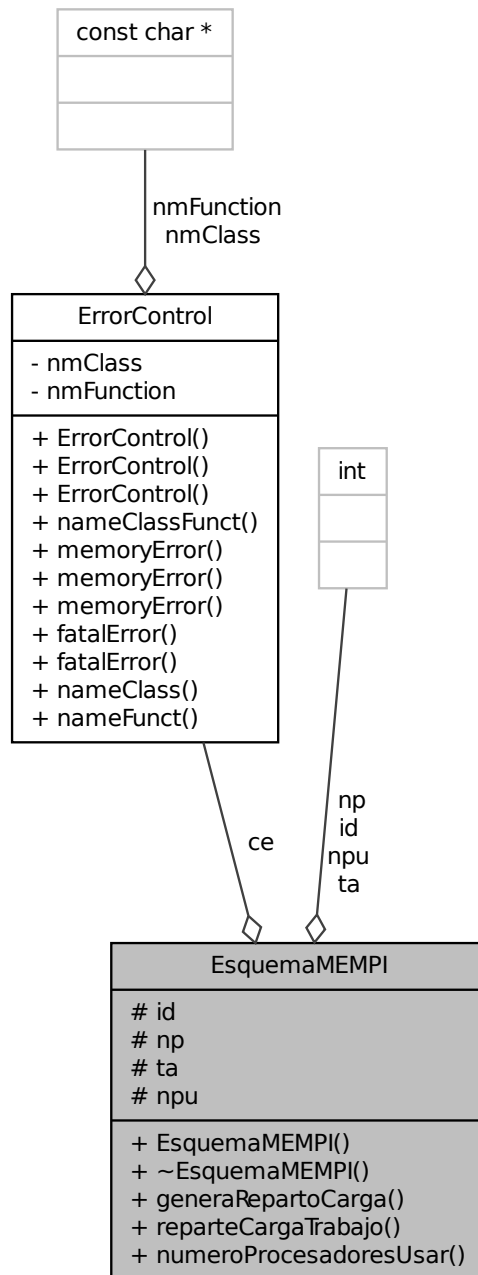 const char *
nmFunction
nmClass
ErrorControl
- nmClass
- nmFunction
+ ErrorControl()
+ ErrorControl()
+ ErrorControl()
+ nameClassFunct()
+ memoryError()
+ memoryError()
+ memoryError()
+ fatalError()
+ fatalError()
+ nameClass()
+ nameFunct()
int
ce
np
id
npu
ta
EsquemaMEMPI
# id
# np
# ta
# npu
+ EsquemaMEMPI()
+ ~EsquemaMEMPI()
+ generaRepartoCarga()
+ reparteCargaTrabajo()
+ numeroProcesadoresUsar()